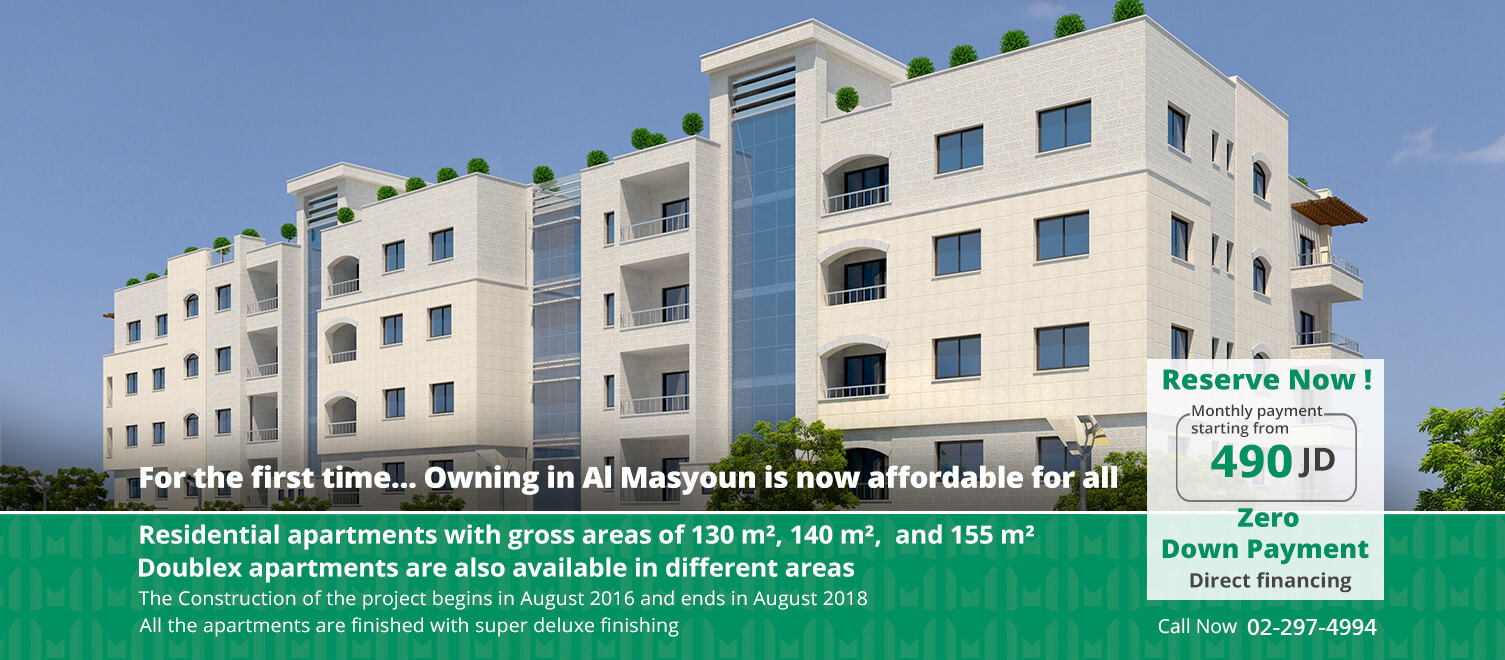 For the first time... Owning in Al Masyoun is now affordable for all
Residential apartments with gross areas of 130 m², 140 m², and 155 m²
Doublex apartments are also available in different areas
The Construction of the project begins in August 2016 and ends in August 2018
All the apartments are finished with super deluxe finishing
Reserve Now !
Monthly payment
starting from
490 JD
Zero
Down Payment
Direct financing
Call Now 02-297-4994